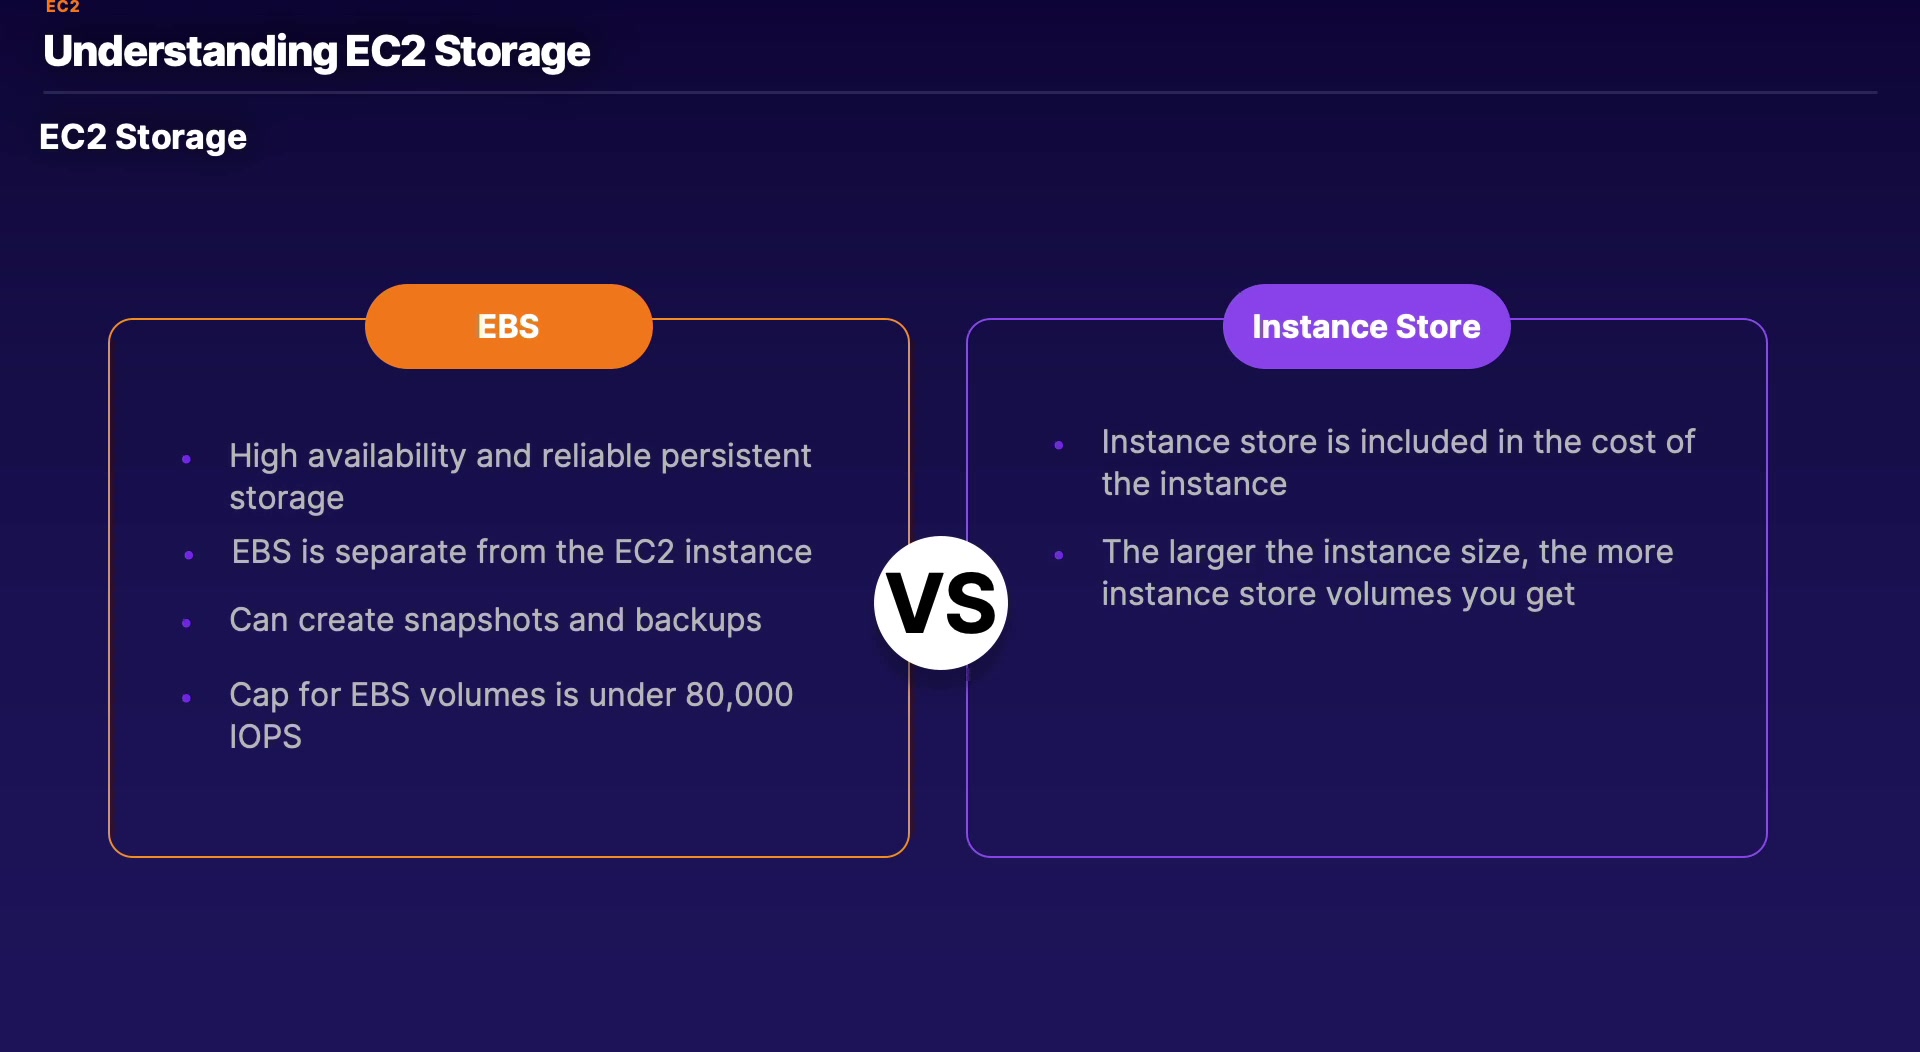 EC2
Understanding EC2 Storage
EC2 Storage
EBS
High availability and reliable persistent
storage
EBS is separate from the EC2 instance
Can create snapshots and backups
Cap for EBS volumes is under 80,000
IOPS
VS
Instance Store
Instance store is included in the cost of
the instance
The larger the instance size, the more
instance store volumes you get